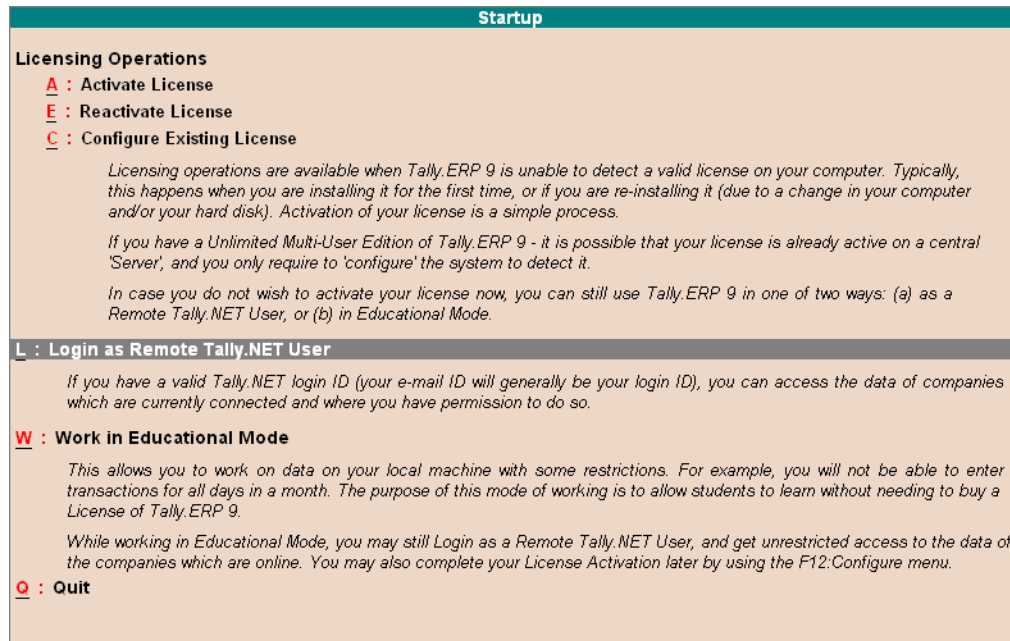 Startup
Licensing Operations
A : Activate License
E : Reactivate License
C : Configure Existing License
Licensing operations are available when Tally.ERP 9 is unable to detect a valid license on your computer. Typically,
this happens when you are installing it for the first time, or if you are re-installing it (due to a change in your computer
and/or your hard disk). Activation of your license is a simple process.
If you have a Unlimited Multi-User Edition of Tally.ERP 9 - it is possible that your license is already active on a central
'Server', and you only require to 'configure' the system to detect it.
In case you do not wish to activate your license now, you can still use Tally.ERP 9 in one of two ways: (a) as a
Remote Tally.NET User, or (b) in Educational Mode.
L : Login as Remote Tally.NET User
If you have a valid Tally.NET login ID (your e-mail ID will generally be your login ID), you can access the data of companies
which are currently connected and where you have permission to do so.
W : Work in Educational Mode
This allows you to work on data on your local machine with some restrictions. For example, you will not be able to enter
transactions for all days in a month. The purpose of this mode of working is to allow students to learn without needing to buy a
License of Tally.ERP 9.
While working in Educational Mode, you may still Login as a Remote Tally.NET User, and get unrestricted access to the data of
the companies which are online. You may also complete your License Activation later by using the F12:Configure menu.
Q : Quit